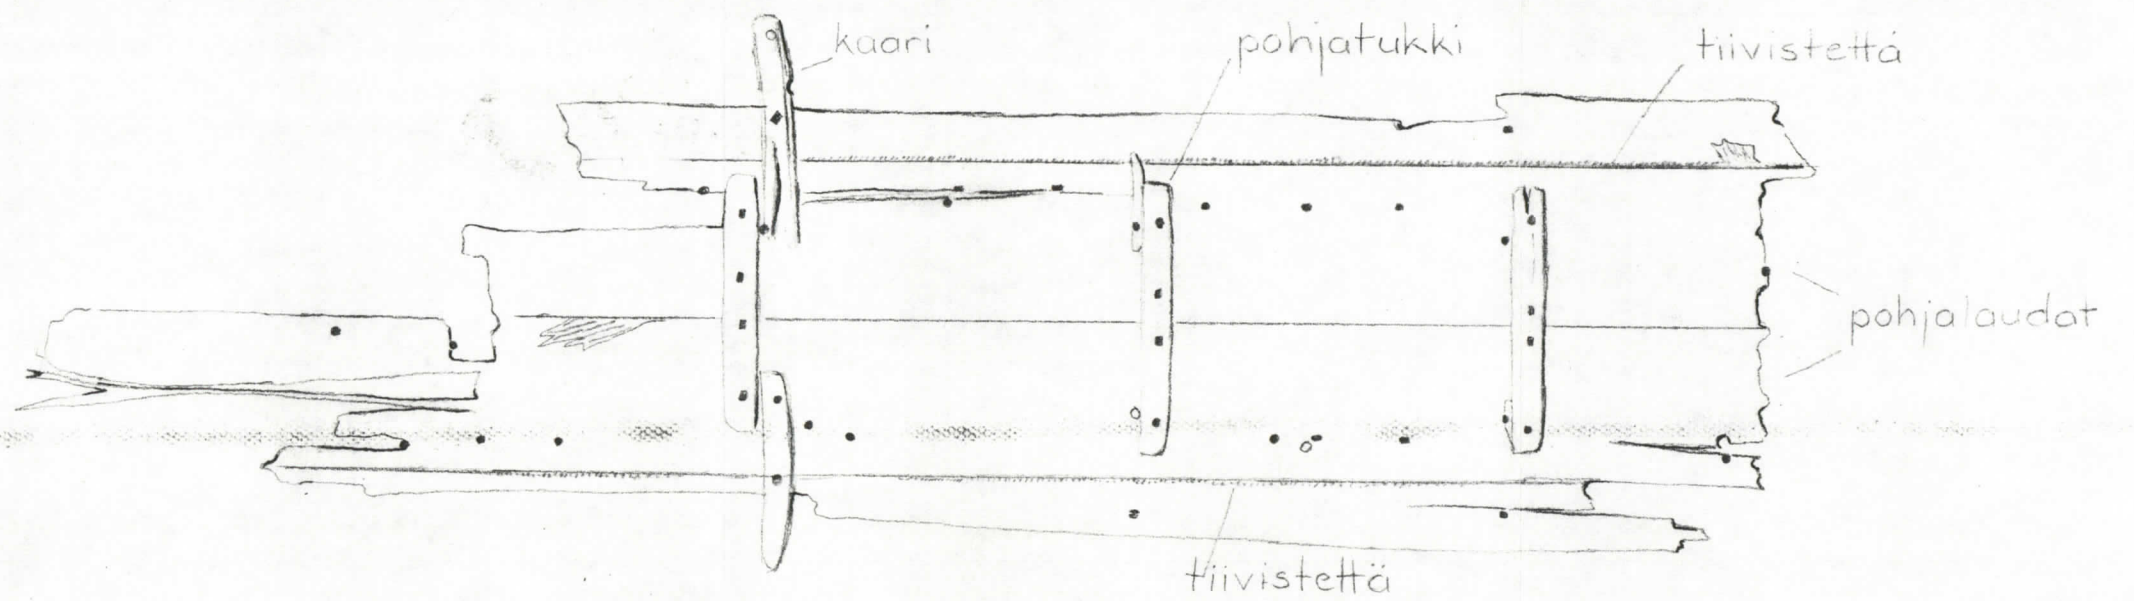 kaari
pohjatukki
tiivistettä
pohjalaudat
tiivistettä